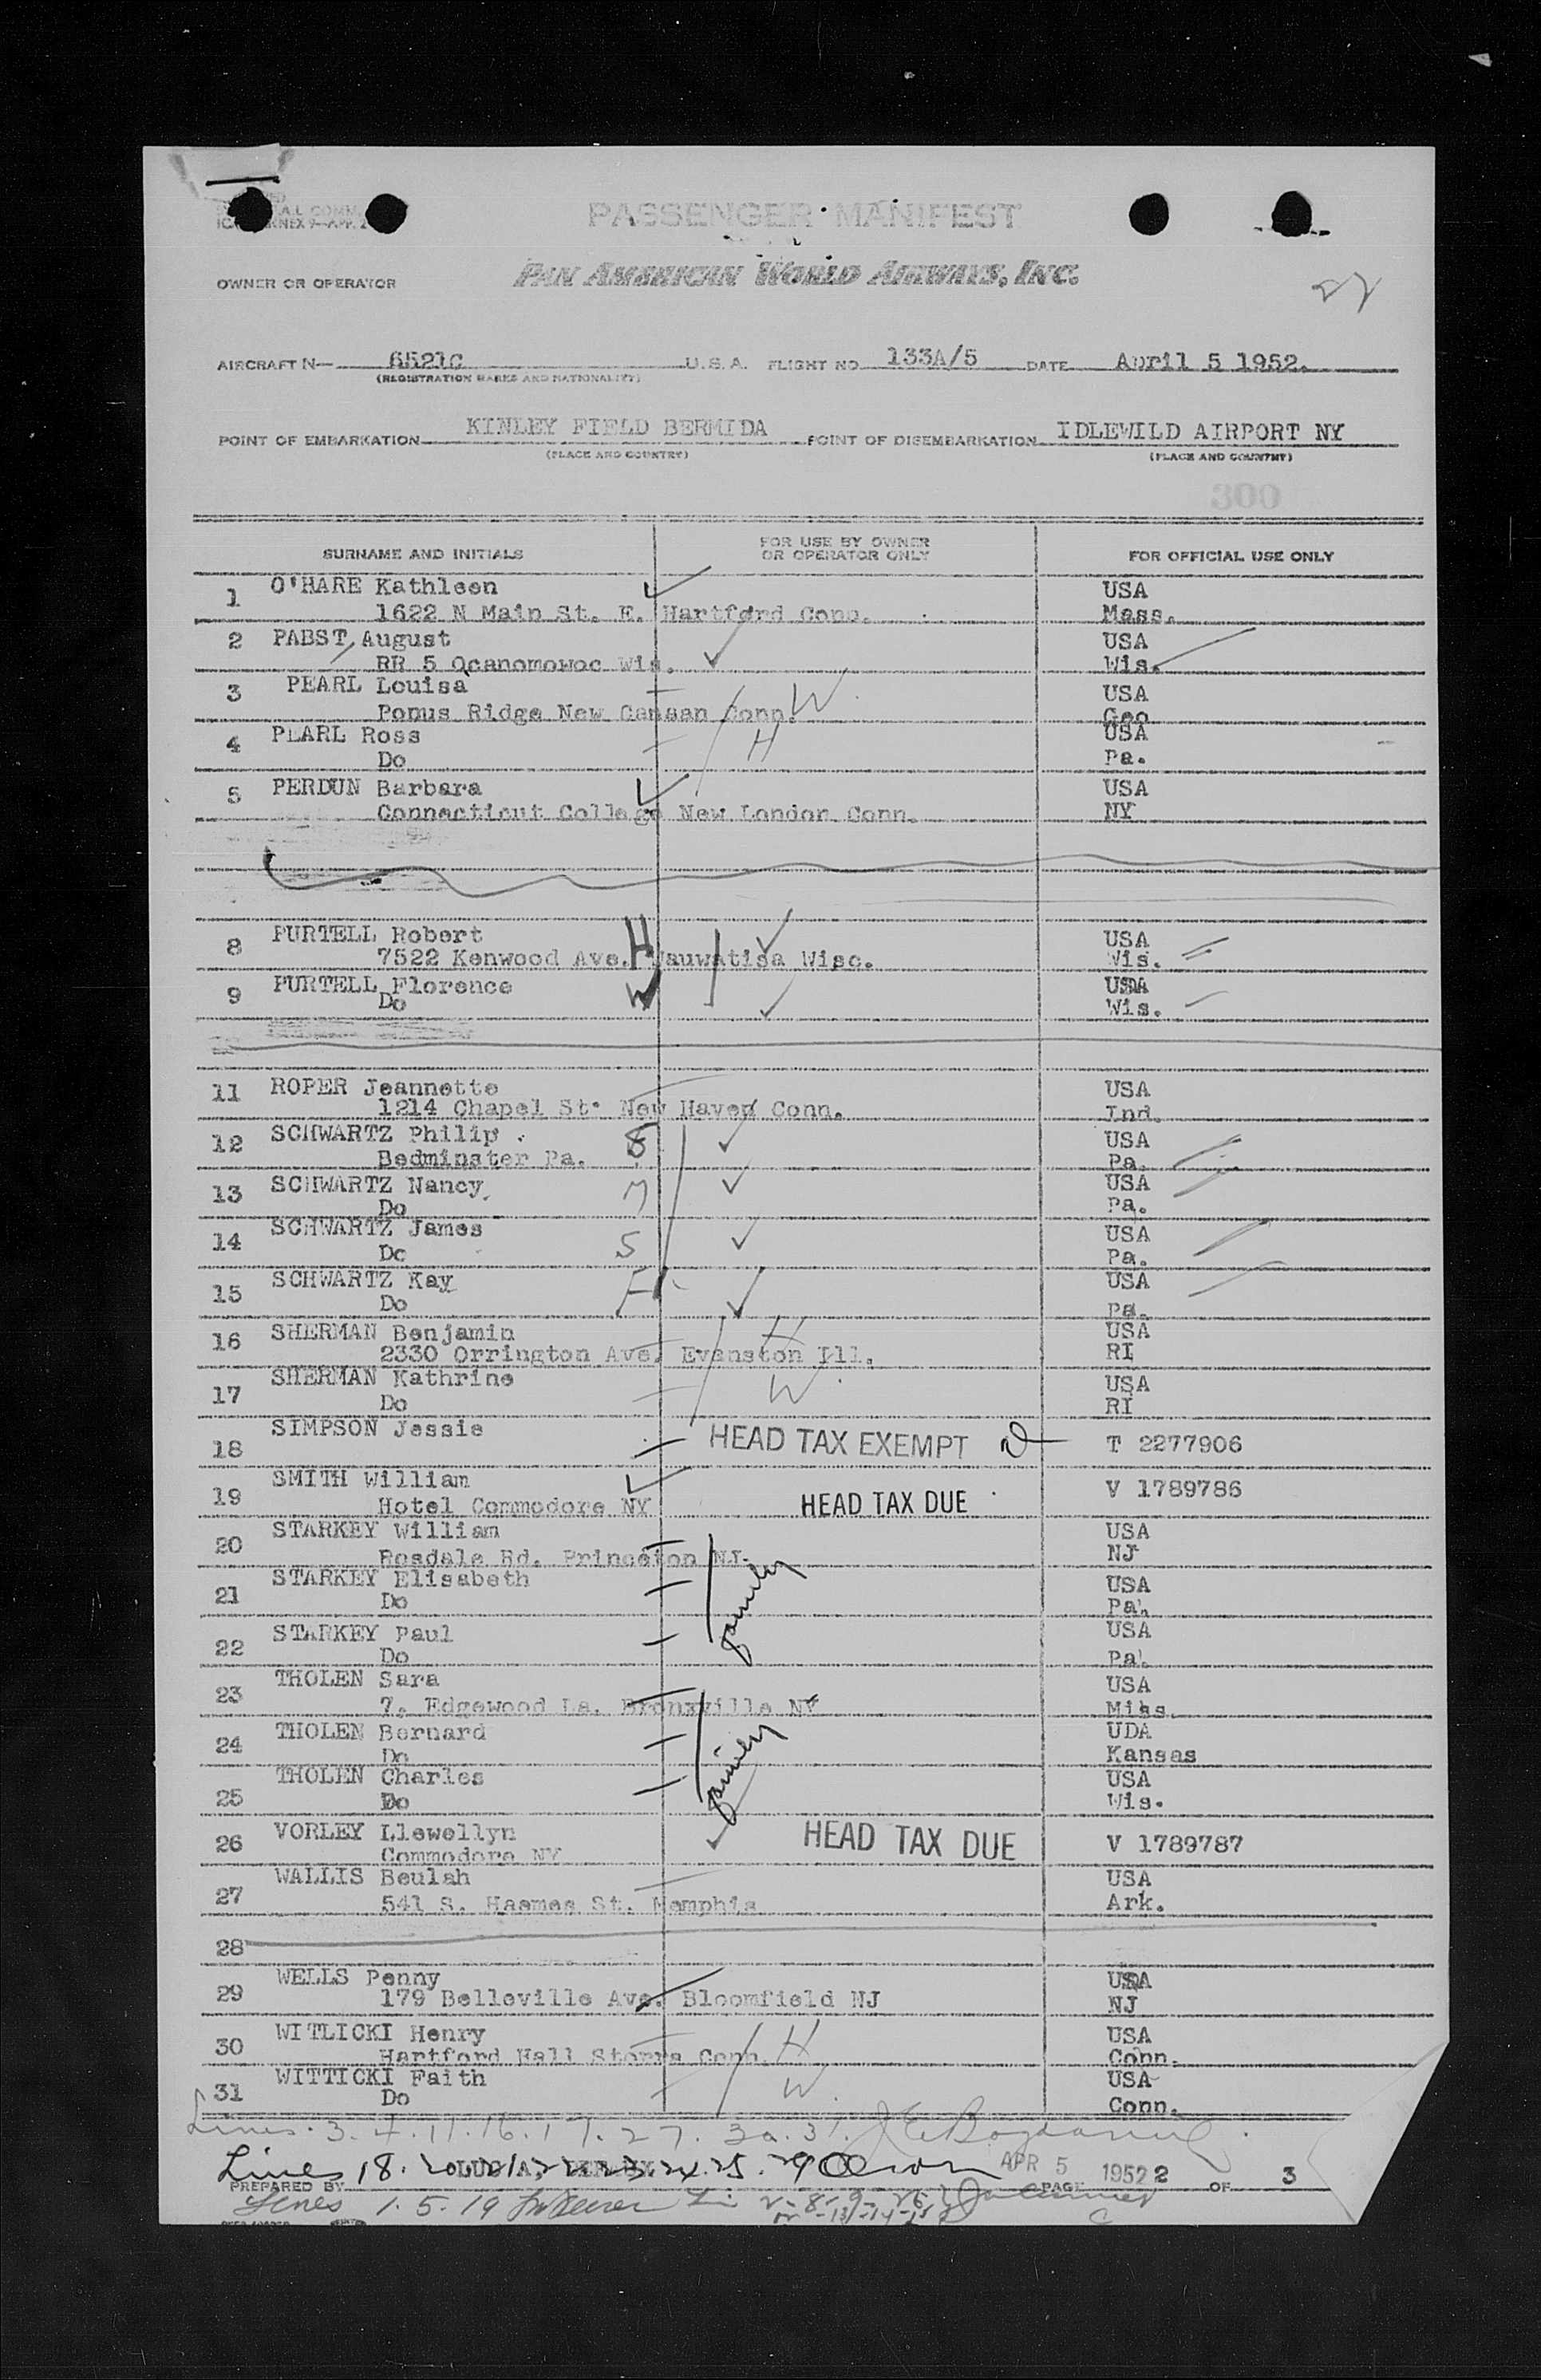 PASSENGER MANIFEST
OWNER OR OPERATOR PAN AMERICAN WORLD AIRWAYS, INC.
22
AIRCRAFT N— 6521C U.S.A. FLIGHT NO. 133A/5 DATE April 5 1952.
(REGISTRATION MARKS AND NATIONALITY)
POINT OF EMBARKATION KINLEY FIELD BERMIDA POINT OF DISEMBARKATION IDLEWILD AIRPORT NY
(PLACE AND COUNTRY) (PLACE AND COUNTRY)
300
SURNAME AND INITIALS FOR USE BY OWNER OR OPERATOR ONLY FOR OFFICIAL USE ONLY
1 O'HARE Kathleen USA
1622 N Main St. E. Hartford Conn. Mass.
2 PABST, August USA
RR 5 Ocanomowoc Wis. Wis.
3 PEARL Louisa W USA
Ponus Ridge New Canaan Conn. Geo
4 PEARL Ross H USA
Do Pa.
5 PERDUN Barbara USA
Connecticut College New London Conn. NY
8 PURTELL Robert H USA
7522 Kenwood Ave. Wauwatisa Wisc. Wis.
9 PURTELL Florence W USA
Do Wis.
11 ROPER Jeannette USA
1214 Chapel St. New Haven Conn. Ind.
12 SCHWARTZ Philip USA
Bedminster Pa. Pa.
13 SCHWARTZ Nancy M USA
Do Pa.
14 SCHWARTZ James S USA
Do Pa.
15 SCHWARTZ Kay F USA
Do Pa.
16 SHERMAN Benjamin H USA
2330 Orrington Ave. Evanston Ill. RI
17 SHERMAN Kathrine W USA
Do RI
18 SIMPSON Jessie HEAD TAX EXEMPT T 2277906
19 SMITH William V 1789786
Hotel Commodore NY HEAD TAX DUE
20 STARKEY William USA
Rosdale Rd. Princeton NJ. NJ
21 STARKEY Elisabeth family USA
Do Pa.
22 STARKEY Paul USA
Do Pa.
23 THOLEN Sara USA
7, Edgewood La. Bronxville NY Miss.
24 THOLEN Bernard family UDA
Do Kansas
25 THOLEN Charles USA
Do Wis.
26 VORLEY Llewellyn HEAD TAX DUE V 1789787
Commodore NY
27 WALLIS Beulah USA
541 S. Haemes St. Memphis Ark.
28
29 WELLS Penny USA
179 Belleville Ave. Bloomfield NJ NJ
30 WITLICKI Henry H USA
Hartford Hall Storrs Conn. Conn.
31 WITTICKI Faith W USA
Do Conn.
Lines 3. 4. 11. 16. 17. 27. 30. 31.
Lines 18. APR 5 1952
PREPARED BY PAGE 2 OF 3
Lines 1. 5. 19